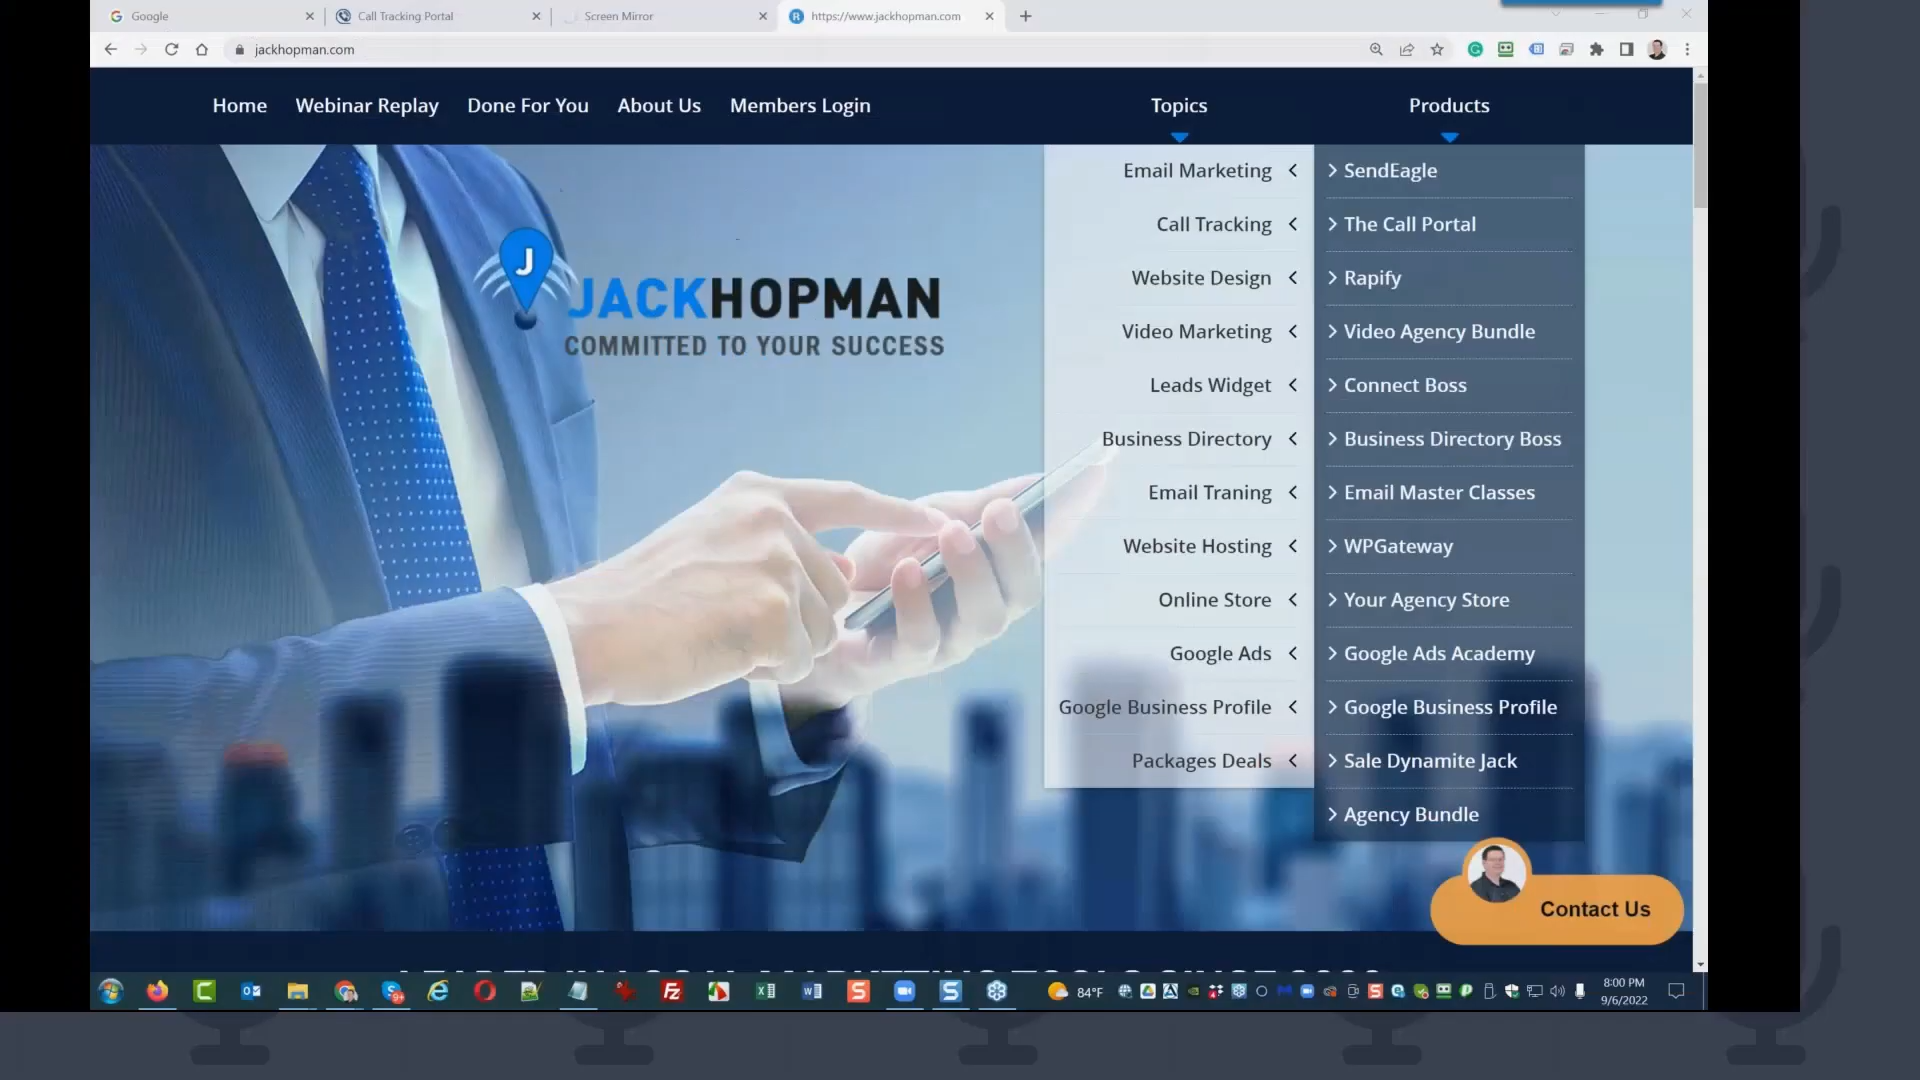 Google
Call Tracking Portal
Screen Mirror
https://www.jackhopman.com
jackhopman.com
Home
Webinar Replay
Done For You
About Us
Members Login
Topics
Products
Email Marketing
Call Tracking
Website Design
Video Marketing
Leads Widget
Business Directory
Email Traning
Website Hosting
Online Store
Google Ads
Google Business Profile
Packages Deals
SendEagle
The Call Portal
Rapify
Video Agency Bundle
Connect Boss
Business Directory Boss
Email Master Classes
WPGateway
Your Agency Store
Google Ads Academy
Google Business Profile
Sale Dynamite Jack
Agency Bundle
J
JACKHOPMAN
COMMITTED TO YOUR SUCCESS
Contact Us
84°F
8:00 PM
9/6/2022